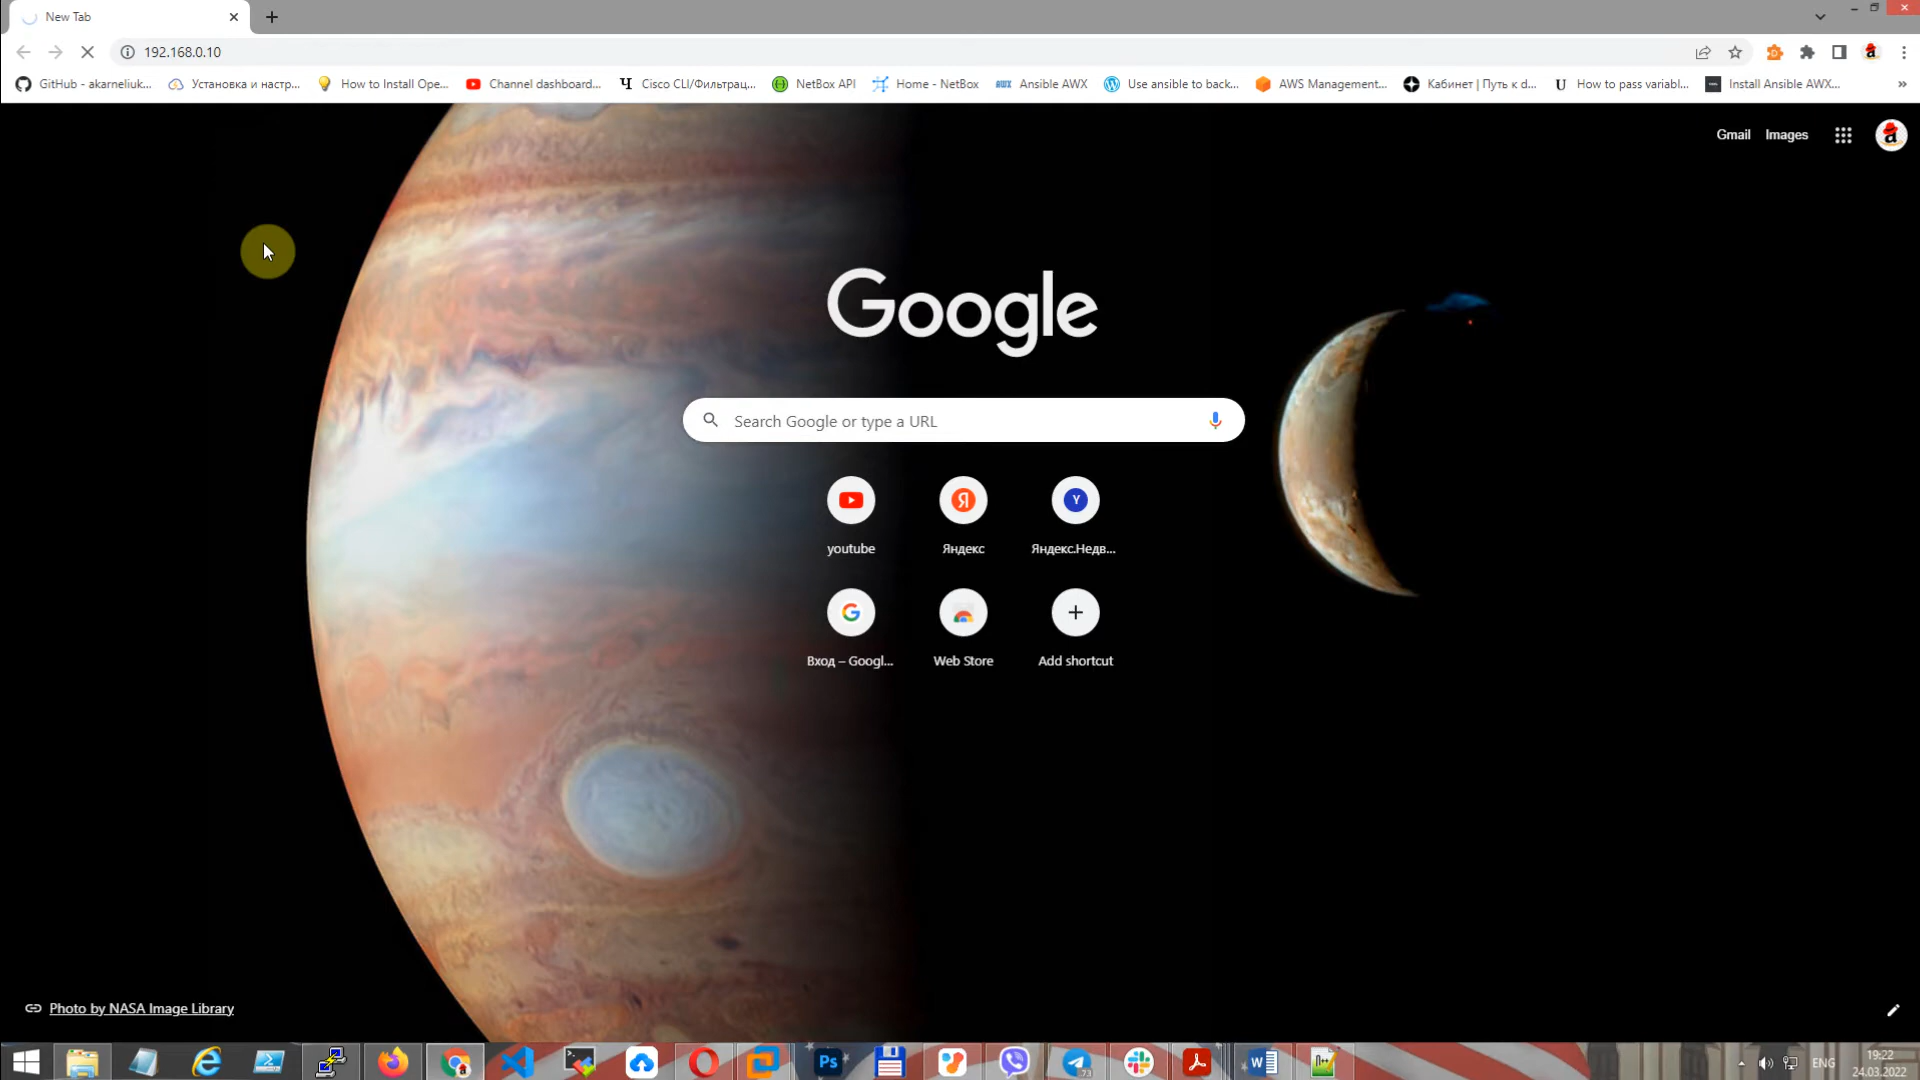 New Tab
192.168.0.10
GitHub - akarneliuk...
Установка и настр...
How to Install Ope...
Channel dashboard...
Ч Cisco CLI/Фильтрац...
NetBox API
Home - NetBox
AWX Ansible AWX
Use ansible to back...
AWS Management...
Кабинет | Путь к d...
U How to pass variabl...
Install Ansible AWX...
»
Gmail Images
a
Google
Search Google or type a URL
youtube
Я
Яндекс
Y
Яндекс.Недв...
G
Вход – Googl...
Web Store
Add shortcut
Photo by NASA Image Library
Ps
73
W
ENG
19:22
24.03.2022